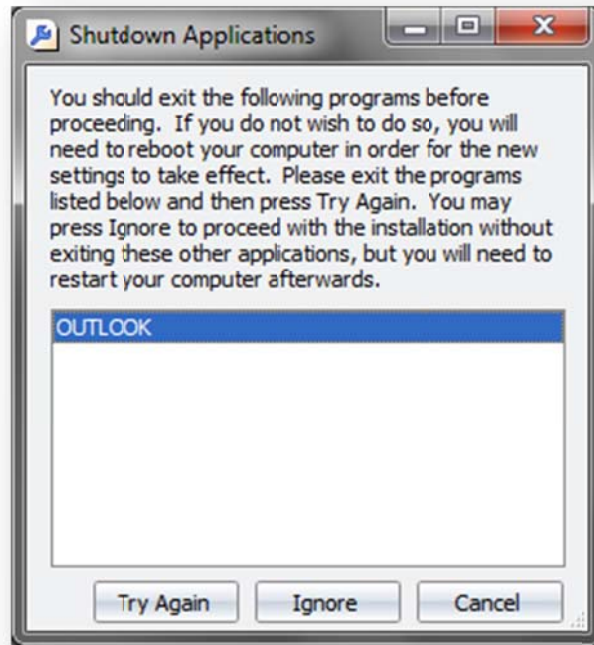 Shutdown Applications
You should exit the following programs before
proceeding. If you do not wish to do so, you will
need to reboot your computer in order for the new
settings to take effect. Please exit the programs
listed below and then press Try Again. You may
press Ignore to proceed with the installation without
exiting these other applications, but you will need to
restart your computer afterwards.
OUTLOOK
Try Again Ignore Cancel